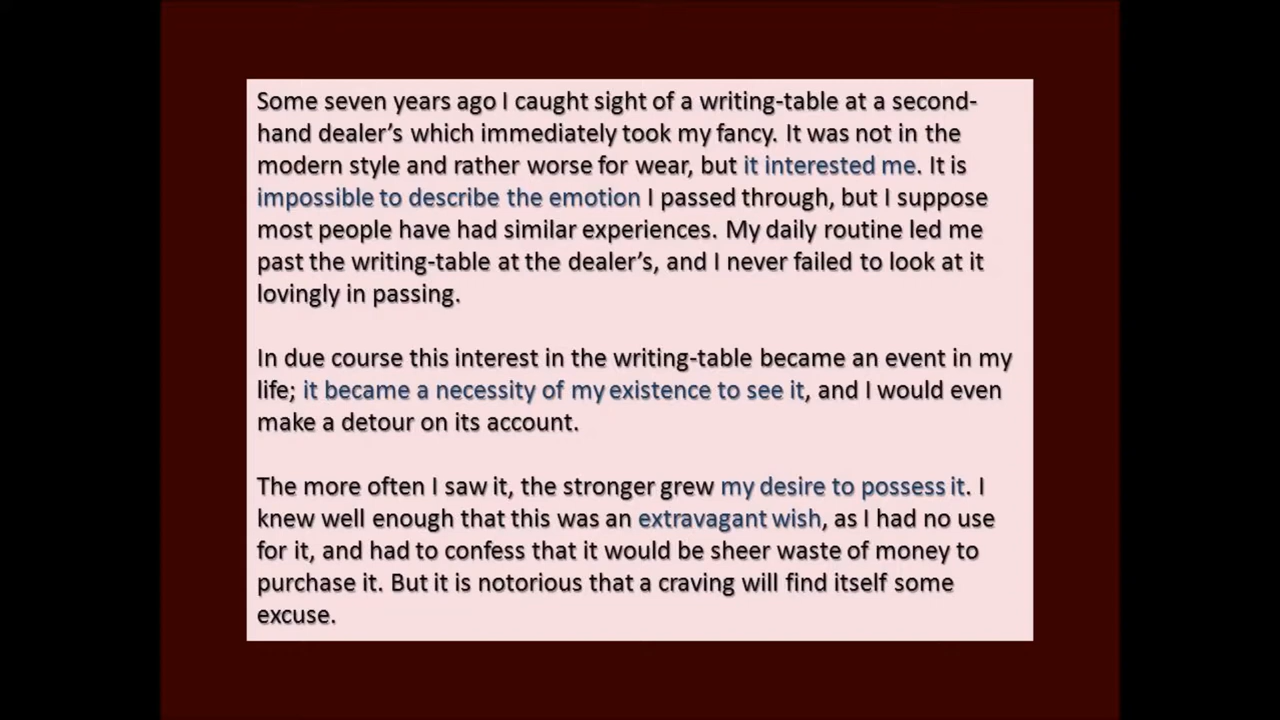 Some seven years ago I caught sight of a writing-table at a second-
hand dealer’s which immediately took my fancy. It was not in the
modern style and rather worse for wear, but it interested me. It is
impossible to describe the emotion I passed through, but I suppose
most people have had similar experiences. My daily routine led me
past the writing-table at the dealer’s, and I never failed to look at it
lovingly in passing.
In due course this interest in the writing-table became an event in my
life; it became a necessity of my existence to see it, and I would even
make a detour on its account.
The more often I saw it, the stronger grew my desire to possess it. I
knew well enough that this was an extravagant wish, as I had no use
for it, and had to confess that it would be sheer waste of money to
purchase it. But it is notorious that a craving will find itself some
excuse.